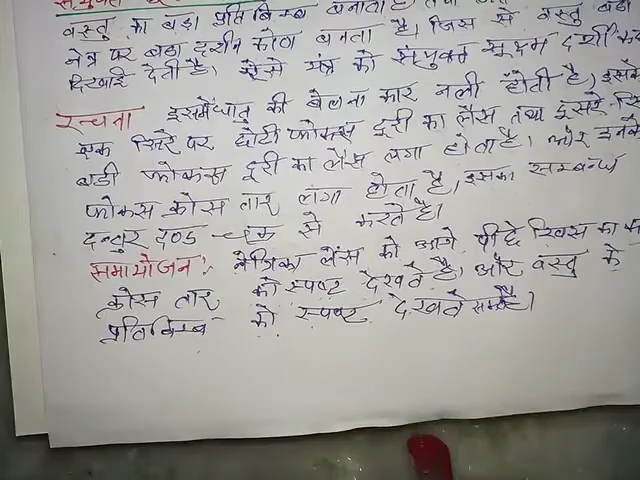 वस्तु का बड़ा प्रतिबिम्ब बनाता है तथा
नेत्र पर बड़ा दर्शन कोण बनता है। जिस से वस्तु बड़ी
दिखाई देती है। ऐसे यंत्र को संयुक्त सूक्ष्म दर्शी
रचना इसमें धातु की बेलनाकार नली होती है, इसके
एक सिरे पर छोटी फोकस दूरी का लैंस तथा दूसरे
बडी फोकस दूरी का लेंस लगा होता है। और इनके
फोकस क्रोस तार लगा होता है, इसका सम्बन्ध
दन्तुर दण्ड चक्र से करते है।
समायोजन:- नेत्रिका लेंस को आगे पीछे खिसका
क्रोस तार को स्पष्ट देखते है, और वस्तु के
प्रतिबिम्ब को स्पष्ट देखते है।